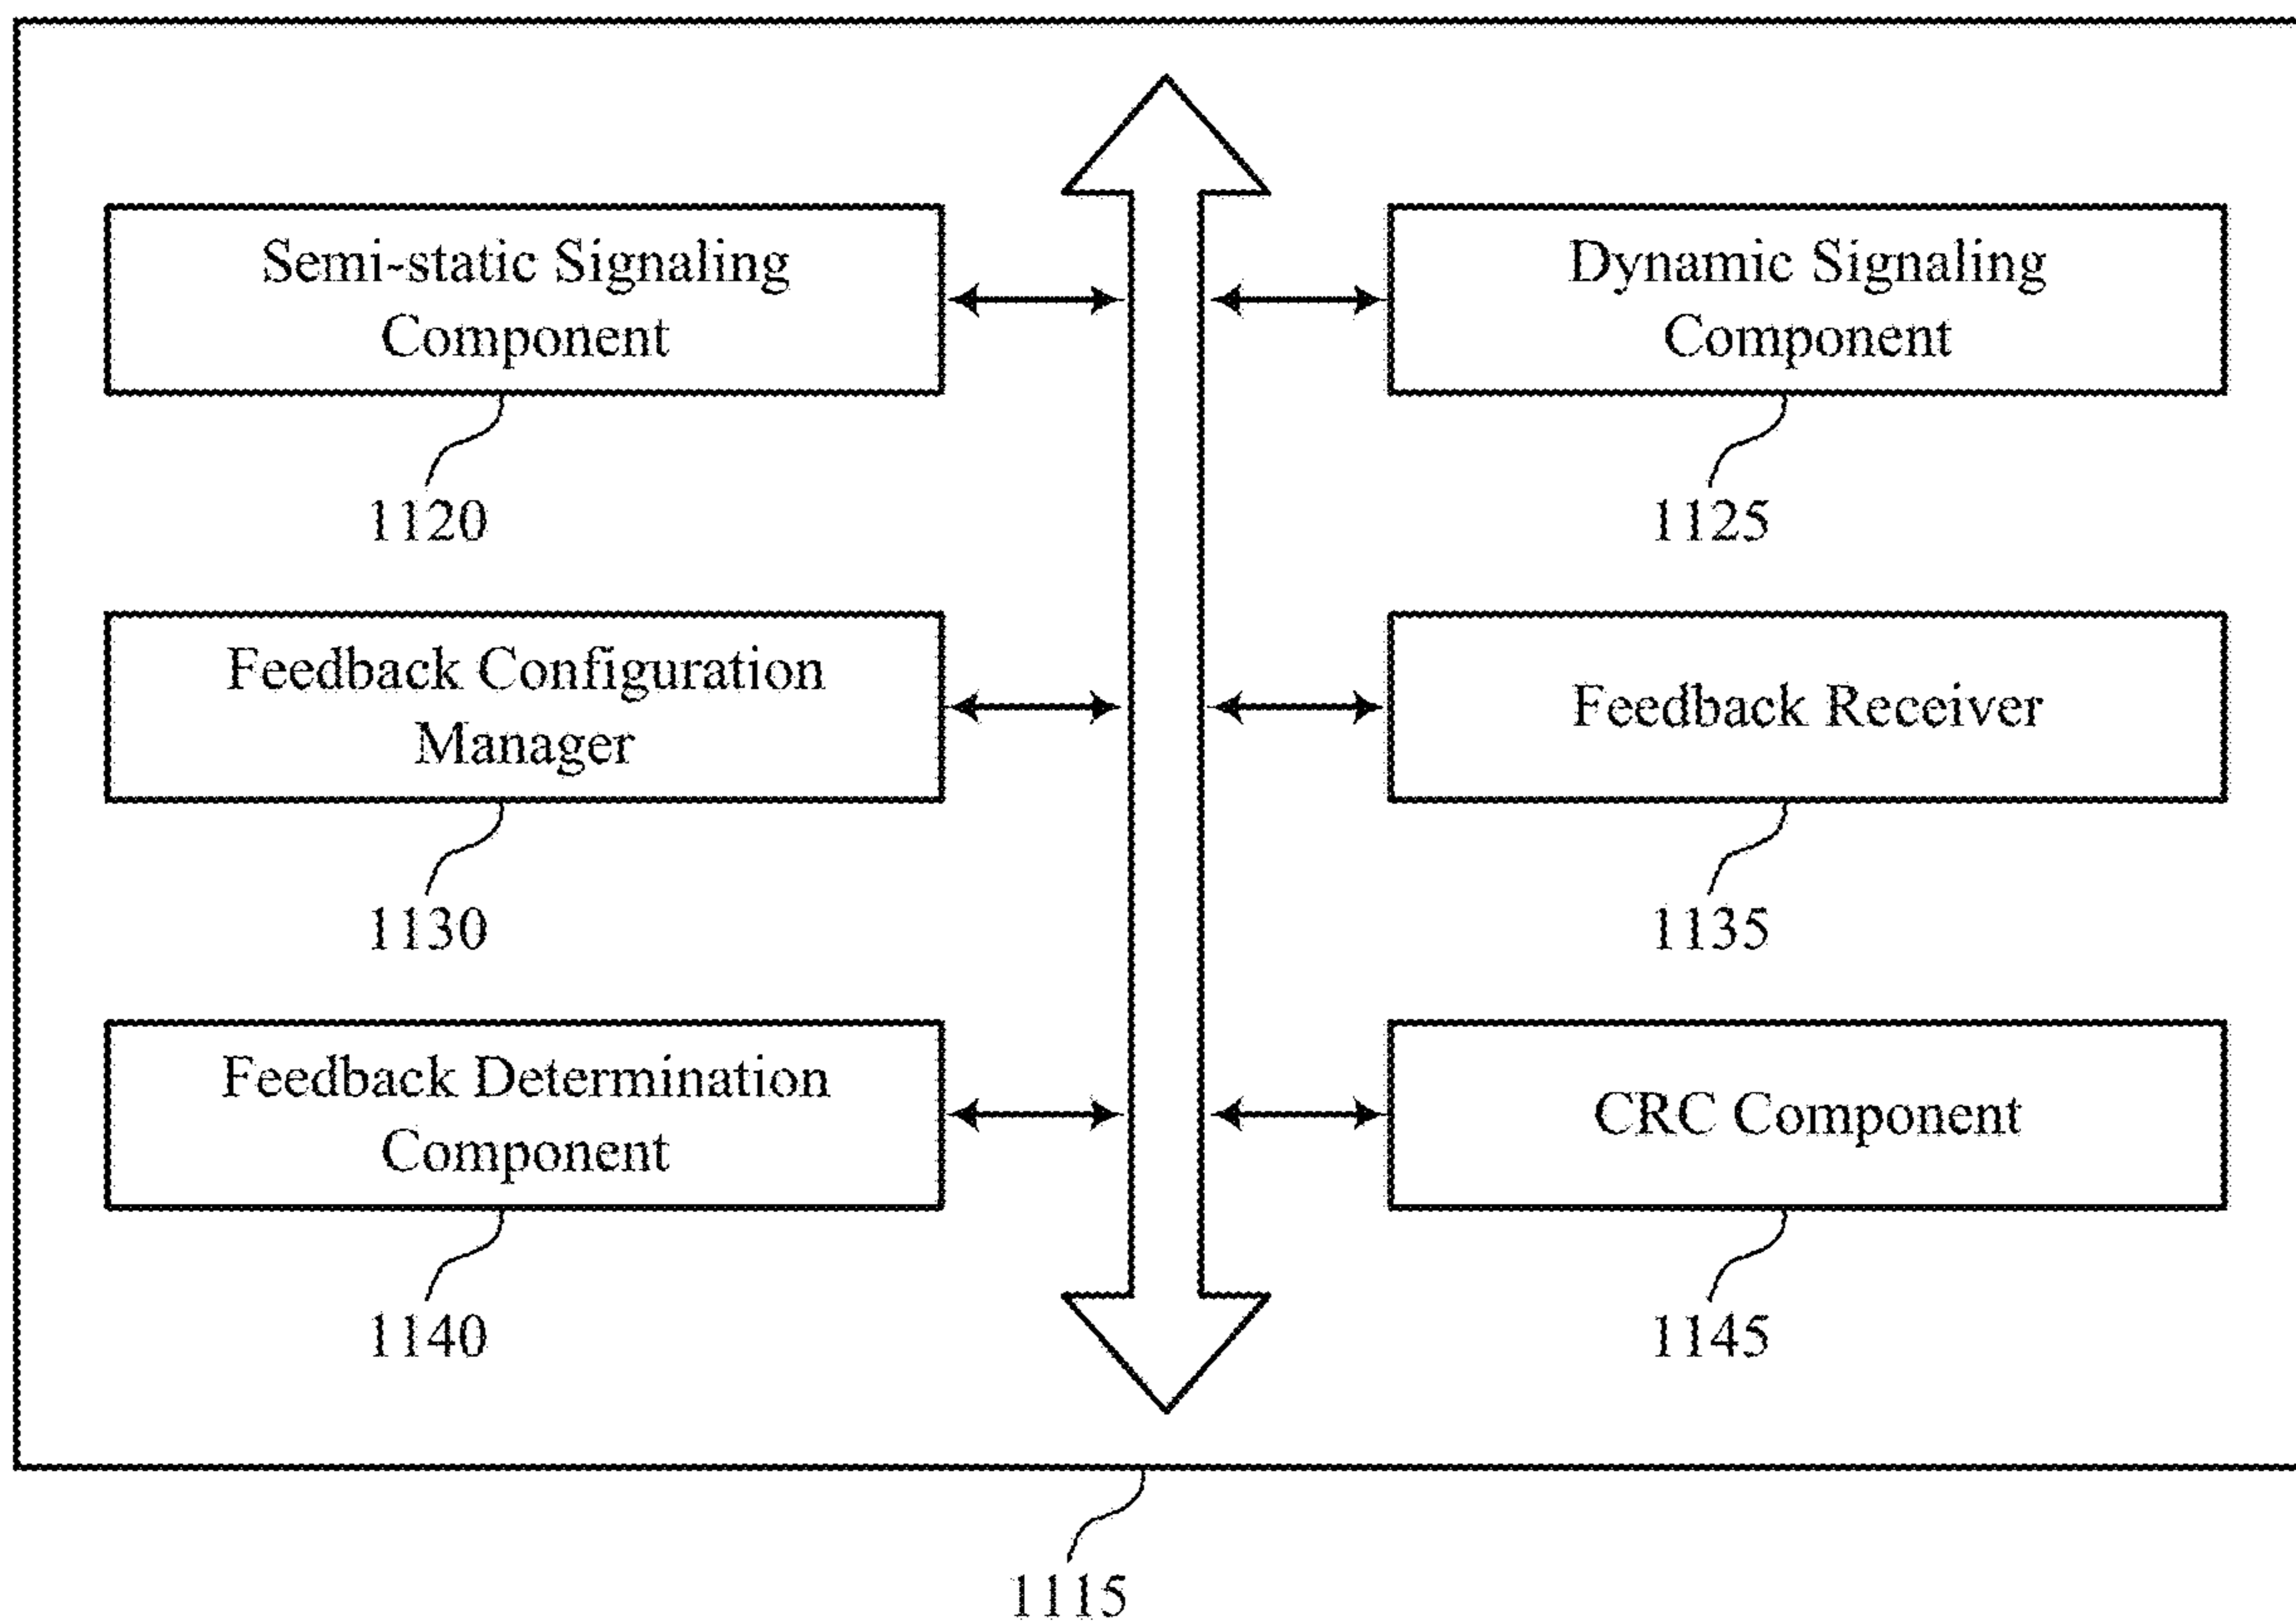 Semi-static Signaling
Component
1120
Dynamic Signaling
Component
1125
Feedback Configuration
Manager
1130
Feedback Receiver
1135
Feedback Determination
Component
1140
CRC Component
1145
1115